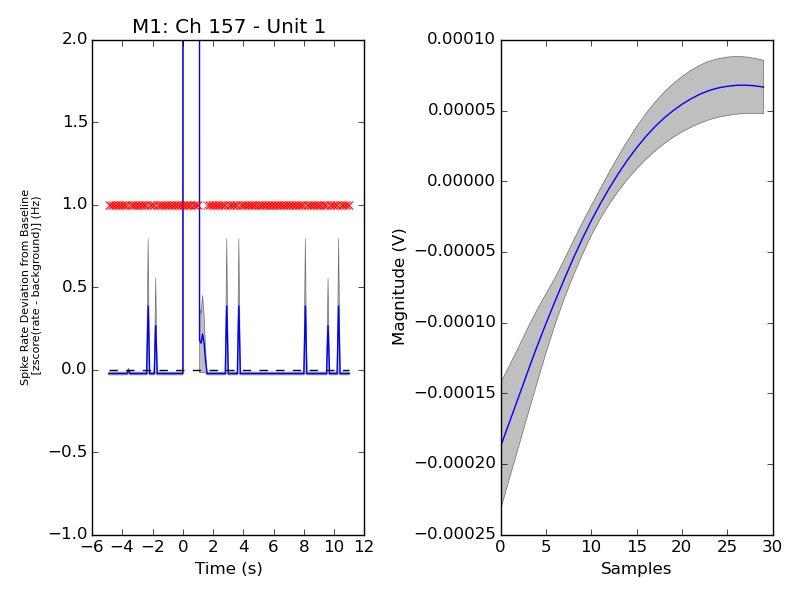 M1: Ch 157 - Unit 1
2.0
1.5
1.0
0.5
0.0
−0.5
−1.0
−6 −4 −2 0 2 4 6 8 10 12
Time (s)
Spike Rate Deviation from Baseline
[zscore(rate - background)] (Hz)
0.00010
0.00005
0.00000
−0.00005
−0.00010
−0.00015
−0.00020
−0.00025
0 5 10 15 20 25 30
Samples
Magnitude (V)